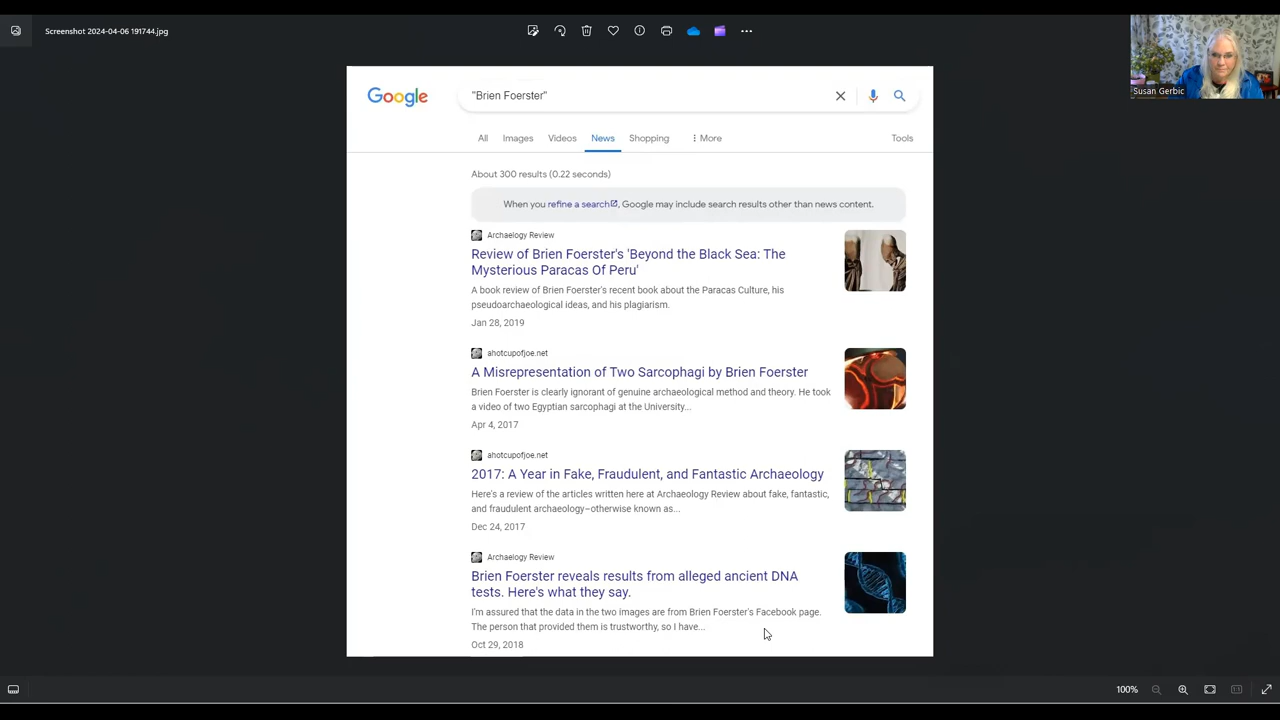 Screenshot 2024-04-06 191744.jpg
Susan Gerbic
Google
"Brien Foerster"
All Images Videos News Shopping More Tools
About 300 results (0.22 seconds)
When you refine a search, Google may include search results other than news content.
Archaelogy Review
Review of Brien Foerster's 'Beyond the Black Sea: The
Mysterious Paracas Of Peru'
A book review of Brien Foerster's recent book about the Paracas Culture, his
pseudoarchaeological ideas, and his plagiarism.
Jan 28, 2019
ahotcupofjoe.net
A Misrepresentation of Two Sarcophagi by Brien Foerster
Brien Foerster is clearly ignorant of genuine archaeological method and theory. He took
a video of two Egyptian sarcophagi at the University...
Apr 4, 2017
ahotcupofjoe.net
2017: A Year in Fake, Fraudulent, and Fantastic Archaeology
Here's a review of the articles written here at Archaeology Review about fake, fantastic,
and fraudulent archaeology–otherwise known as...
Dec 24, 2017
Archaelogy Review
Brien Foerster reveals results from alleged ancient DNA
tests. Here's what they say.
I'm assured that the data in the two images are from Brien Foerster's Facebook page.
The person that provided them is trustworthy, so I have...
Oct 29, 2018
100%